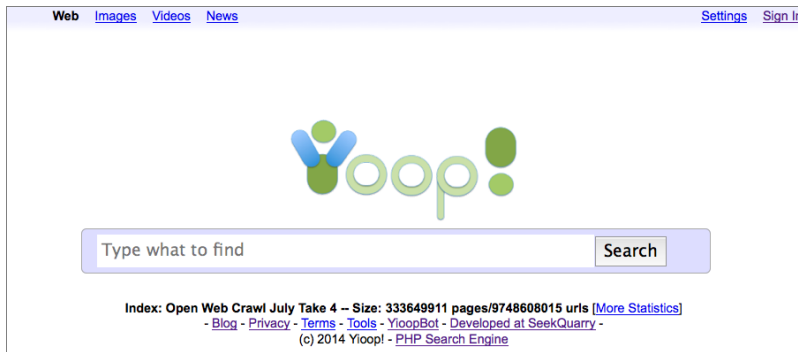 Web Images Videos News Settings Sign In
Yioop!
Type what to find Search
Index: Open Web Crawl July Take 4 -- Size: 333649911 pages/9748608015 urls [More Statistics]
- Blog - Privacy - Terms - Tools - YioopBot - Developed at SeekQuarry -
(c) 2014 Yioop! - PHP Search Engine